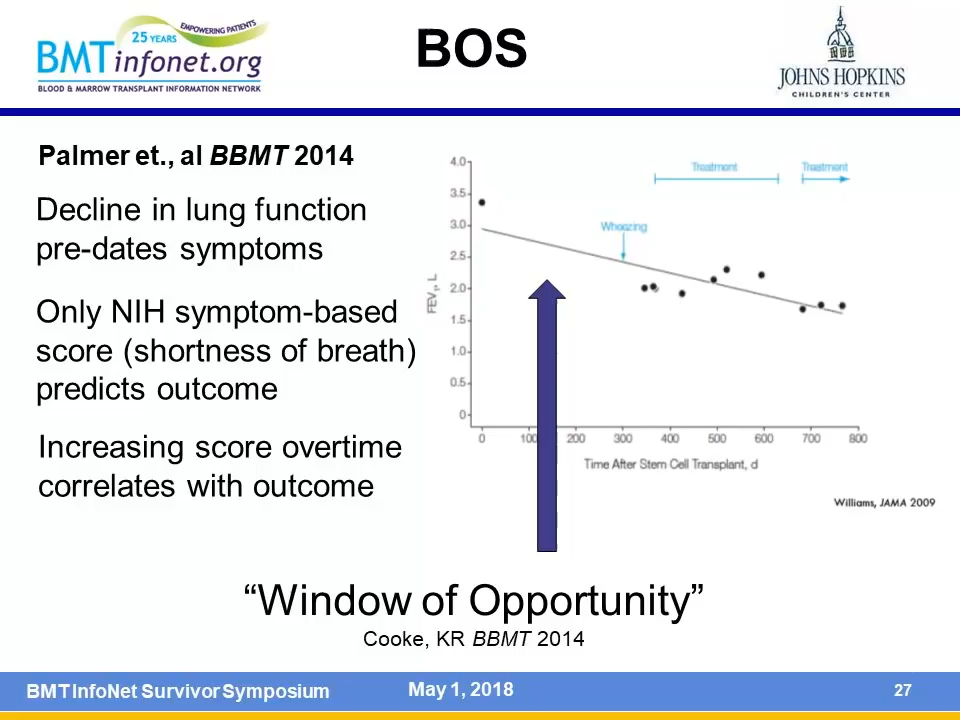 EMPOWERING PATIENTS
25 YEARS
BMTinfonet.org
BLOOD & MARROW TRANSPLANT INFORMATION NETWORK
BOS
JOHNS HOPKINS
CHILDREN'S CENTER
Palmer et., al BBMT 2014
Decline in lung function
pre-dates symptoms
Only NIH symptom-based
score (shortness of breath)
predicts outcome
Increasing score overtime
correlates with outcome
Treatment Treatment
Wheezing
FEV₁, L
4.0
3.5
3.0
2.5
2.0
1.5
1.0
0.5
0
0 100 200 300 400 500 600 700 800
Time After Stem Cell Transplant, d
Williams, JAMA 2009
“Window of Opportunity”
Cooke, KR BBMT 2014
BMT InfoNet Survivor Symposium May 1, 2018 27